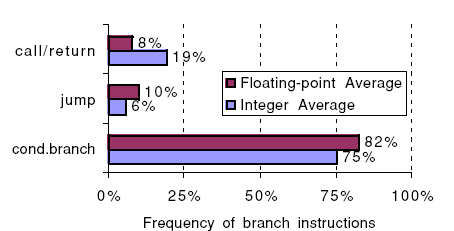 call/return
8%
19%
jump
10%
6%
Floating-point Average
Integer Average
cond.branch
82%
75%
0% 25% 50% 75% 100%
Frequency of branch instructions